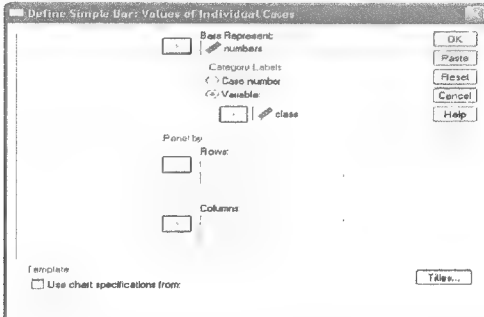 Define Simple Bar: Values of Individual Cases
Bars Represent:
numbers
Category Labels
Case number
Variable:
class
Panel by
Rows:
Columns
Template
Use chart specifications from:
OK
Paste
Reset
Cancel
Help
Titles...